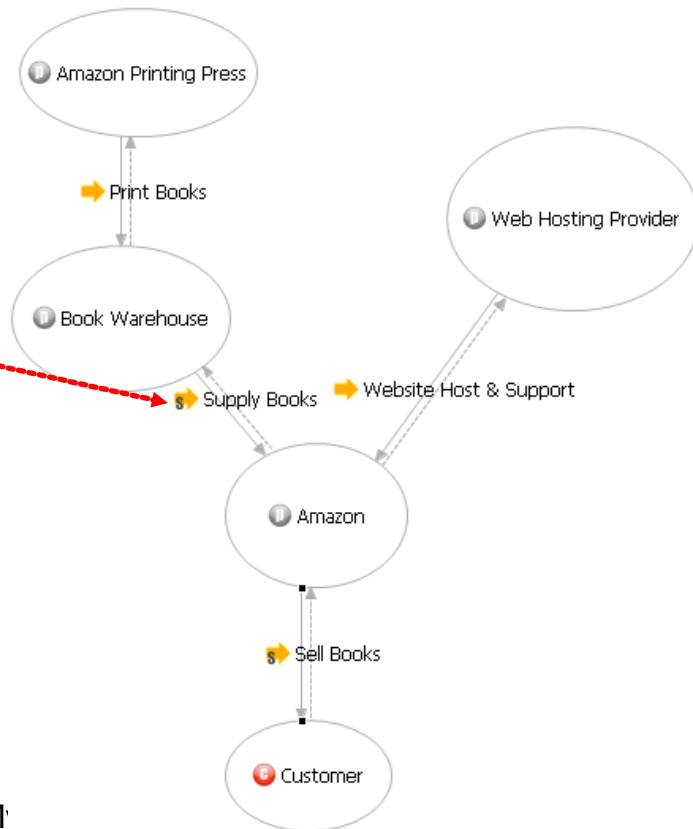 Amazon Printing Press
Print Books
Web Hosting Provider
Book Warehouse
Supply Books
Website Host & Support
Amazon
Sell Books
Customer